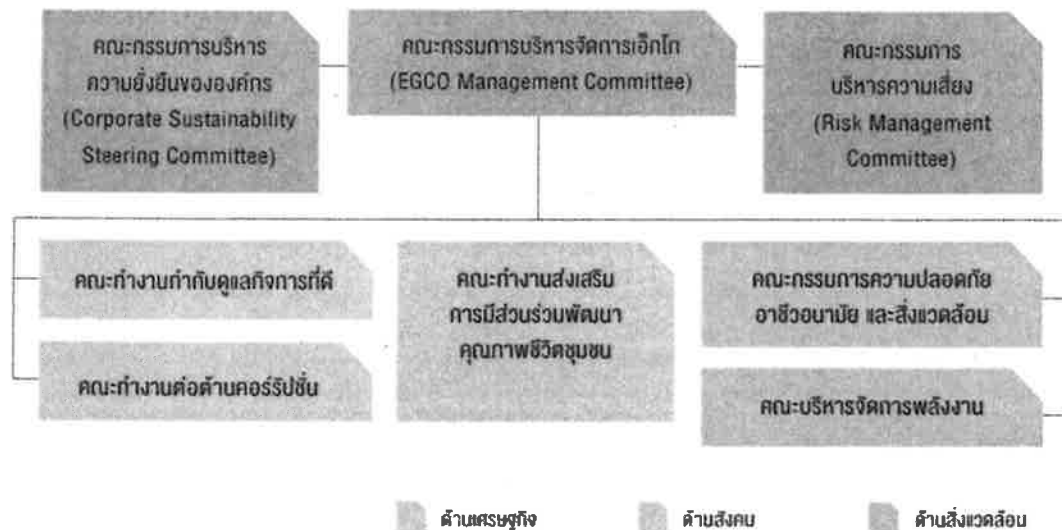 คณะกรรมการบริหาร
ความยั่งยืนขององค์กร
(Corporate Sustainability
Steering Committee)
คณะกรรมการบริหารจัดการเอ็กโก
(EGCO Management Committee)
คณะกรรมการ
บริหารความเสี่ยง
(Risk Management
Committee)
คณะทำงานกำกับดูแลกิจการที่ดี
คณะทำงานต่อต้านคอร์รัปชั่น
คณะทำงานส่งเสริม
การมีส่วนร่วมพัฒนา
คุณภาพชีวิตชุมชน
คณะกรรมการความปลอดภัย
อาชีวอนามัย และสิ่งแวดล้อม
คณะบริหารจัดการพลังงาน
ด้านเศรษฐกิจ
ด้านสังคม
ด้านสิ่งแวดล้อม